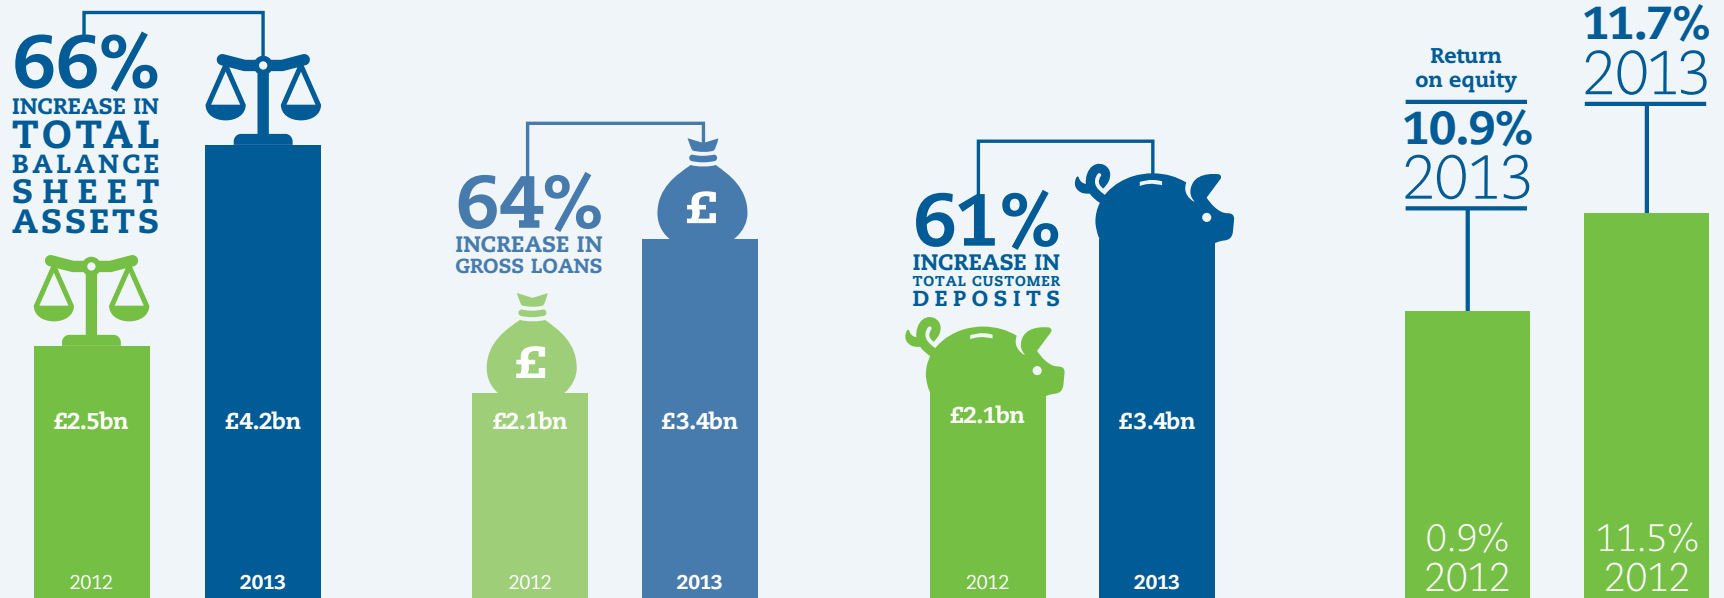 66%
INCREASE IN
TOTAL
BALANCE
SHEET
ASSETS
£2.5bn
2012
£4.2bn
2013
64%
INCREASE IN
GROSS LOANS
£
£2.1bn
2012
£
£3.4bn
2013
61%
INCREASE IN
TOTAL CUSTOMER
DEPOSITS
£2.1bn
2012
£3.4bn
2013
Return
on equity
10.9%
2013
0.9%
2012
11.7%
2013
11.5%
2012